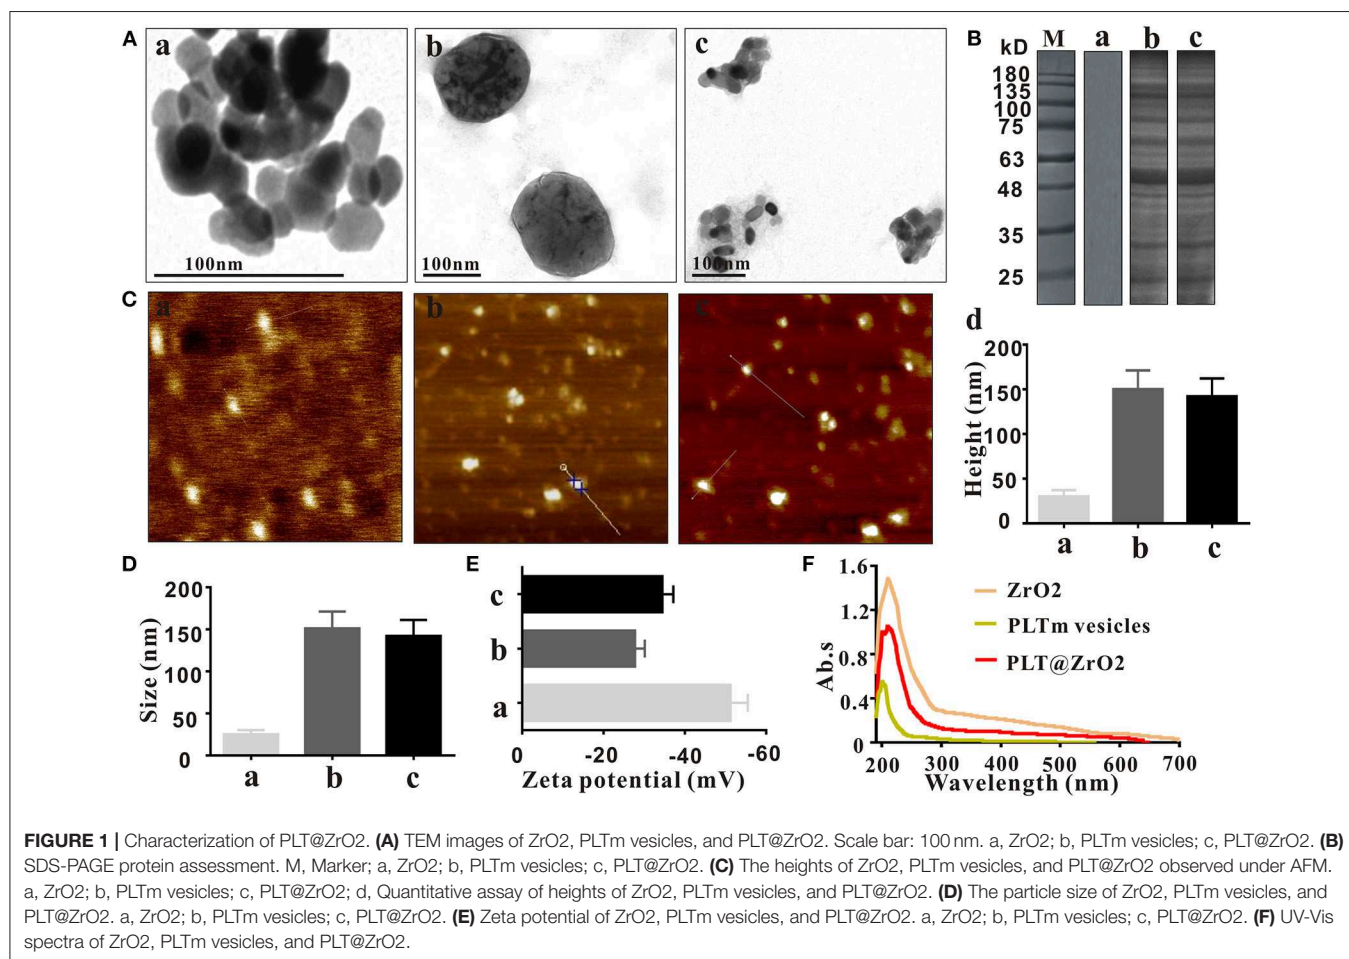 A
a
b
c
100nm
100nm
100nm
B
kD
M
a
b
c
180
135
100
75
63
48
35
25
C
a
b
c
d
Height (nm)
200
150
100
50
0
a
b
c
D
Size (nm)
200
150
100
50
0
a
b
c
E
c
b
a
0
-20
-40
-60
Zeta potential (mV)
F
Ab.s
1.6
1.2
0.8
0.4
0
ZrO2
PLTm vesicles
PLT@ZrO2
200
300
400
500
600
700
Wavelength (nm)
FIGURE 1 | Characterization of PLT@ZrO2. (A) TEM images of ZrO2, PLTm vesicles, and PLT@ZrO2. Scale bar: 100 nm. a, ZrO2; b, PLTm vesicles; c, PLT@ZrO2. (B)
SDS-PAGE protein assessment. M, Marker; a, ZrO2; b, PLTm vesicles; c, PLT@ZrO2. (C) The heights of ZrO2, PLTm vesicles, and PLT@ZrO2 observed under AFM.
a, ZrO2; b, PLTm vesicles; c, PLT@ZrO2; d, Quantitative assay of heights of ZrO2, PLTm vesicles, and PLT@ZrO2. (D) The particle size of ZrO2, PLTm vesicles, and
PLT@ZrO2. a, ZrO2; b, PLTm vesicles; c, PLT@ZrO2. (E) Zeta potential of ZrO2, PLTm vesicles, and PLT@ZrO2. a, ZrO2; b, PLTm vesicles; c, PLT@ZrO2. (F) UV-Vis
spectra of ZrO2, PLTm vesicles, and PLT@ZrO2.